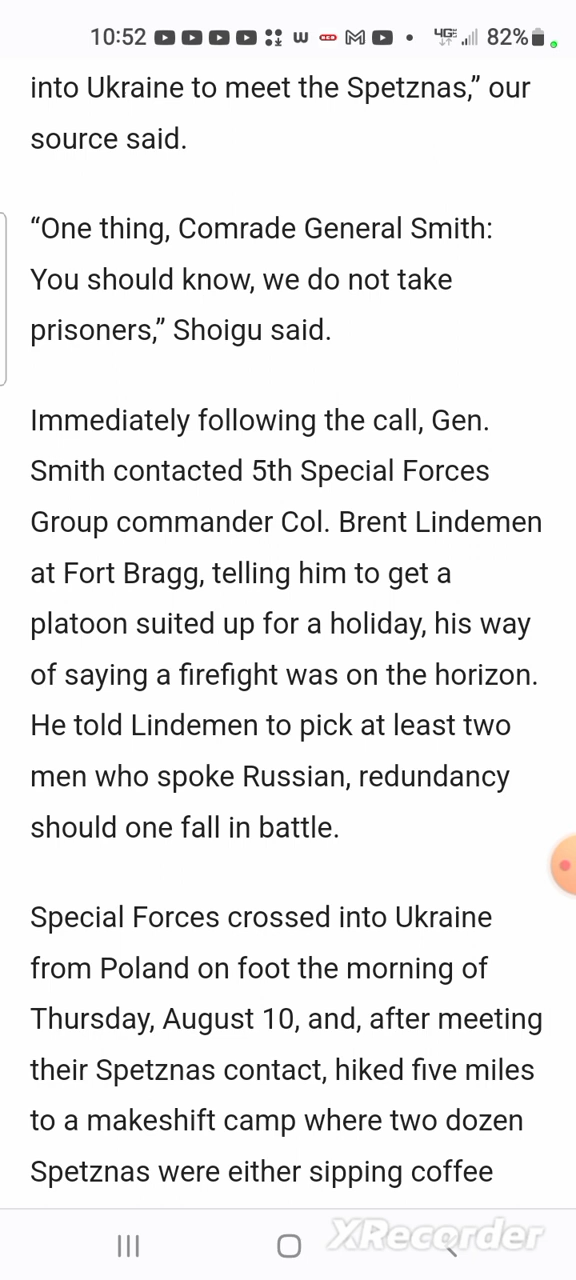 10:52 W 4GE 82%
into Ukraine to meet the Spetznas,” our
source said.
“One thing, Comrade General Smith:
You should know, we do not take
prisoners,” Shoigu said.
Immediately following the call, Gen.
Smith contacted 5th Special Forces
Group commander Col. Brent Lindemen
at Fort Bragg, telling him to get a
platoon suited up for a holiday, his way
of saying a firefight was on the horizon.
He told Lindemen to pick at least two
men who spoke Russian, redundancy
should one fall in battle.
Special Forces crossed into Ukraine
from Poland on foot the morning of
Thursday, August 10, and, after meeting
their Spetznas contact, hiked five miles
to a makeshift camp where two dozen
Spetznas were either sipping coffee
XRecorder